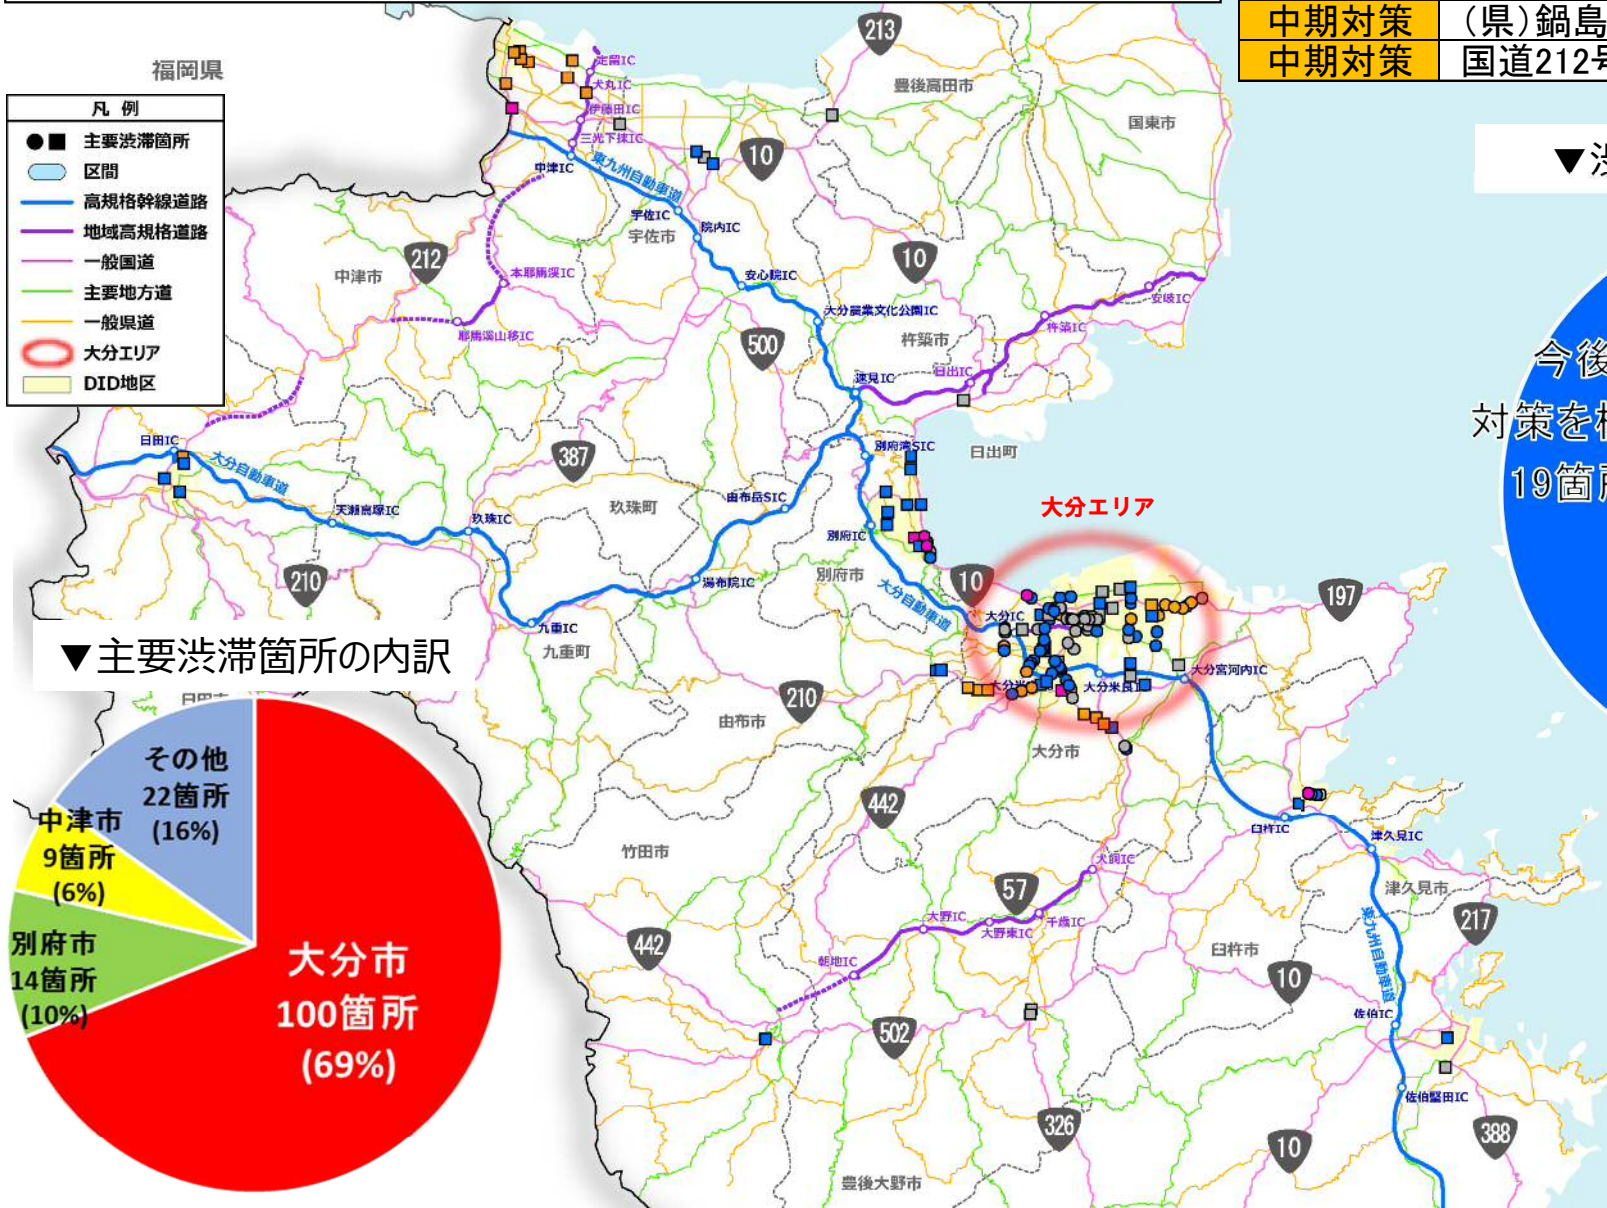 中期対策 （県）鍋島
中期対策 国道212号
福岡県
凡 例
主要渋滞箇所
区間
高規格幹線道路
地域高規格道路
一般国道
主要地方道
一般県道
大分エリア
DID地区
213
定留IC
犬丸IC
伊藤田IC
三光下秣IC
中津IC
東九州自動車道
10
豊後高田市
国東市
▼渋
宇佐IC
宇佐市
院内IC
212
中津市
本耶馬渓IC
耶馬溪山移IC
安心院IC
10
大分農業文化公園IC
安岐IC
杵築IC
杵築市
500
日出IC
速見IC
今後
対策を検
19箇所
日田IC
大分自動車道
387
別府湾SIC
日出町
天瀬高塚IC
玖珠IC
玖珠町
由布岳SIC
大分エリア
別府IC
210
湯布院IC
別府市
大分自動車道
10
197
大分IC
九重IC
九重町
▼主要渋滞箇所の内訳
大分米良IC
大分宮河内IC
210
由布市
大分市
その他
22箇所
(16%)
中津市
9箇所
(6%)
別府市
14箇所
(10%)
大分市
100箇所
(69%)
442
臼杵IC
津久見IC
竹田市
犬飼IC
57
津久見市
大野IC
大野東IC
千歳IC
217
442
朝地IC
臼杵市
東九州自動車道
10
502
佐伯IC
佐伯堅田IC
326
10
388
豊後大野市